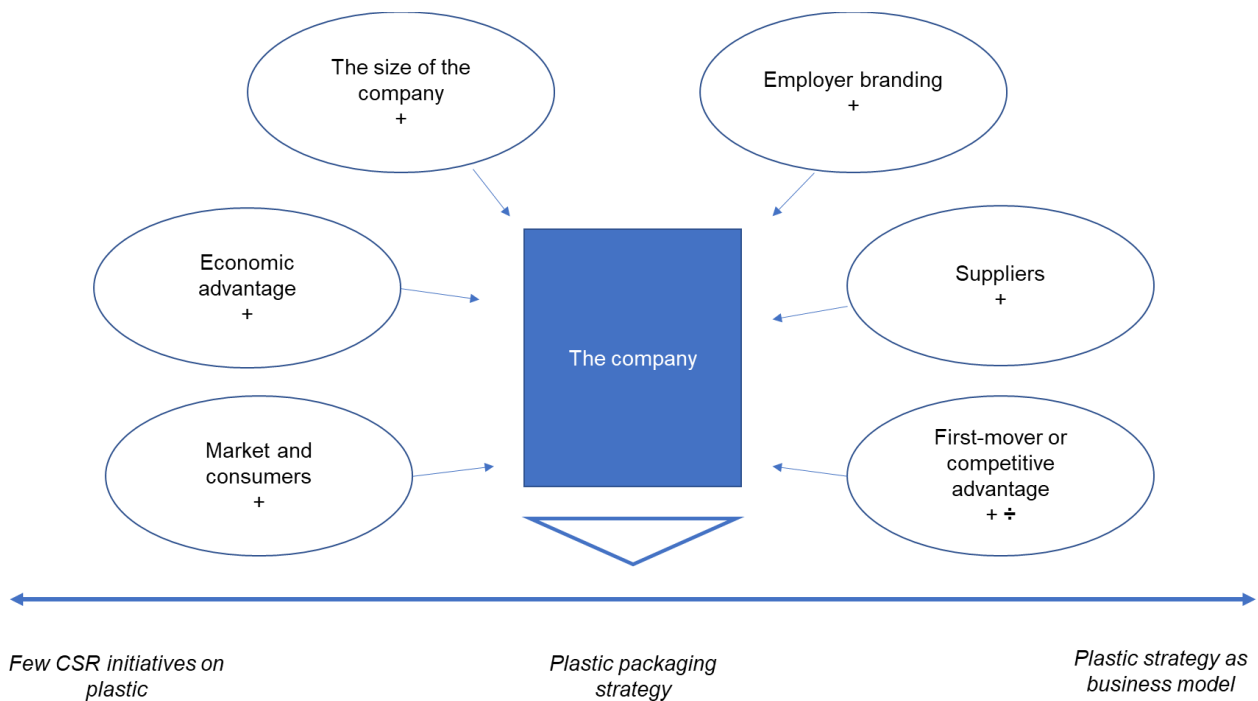 The size of the
company
+
Employer branding
+
Economic
advantage
+
Suppliers
+
The company
Market and
consumers
+
First-mover or
competitive
advantage
+ ÷
Few CSR initiatives on
plastic
Plastic packaging
strategy
Plastic strategy as
business model